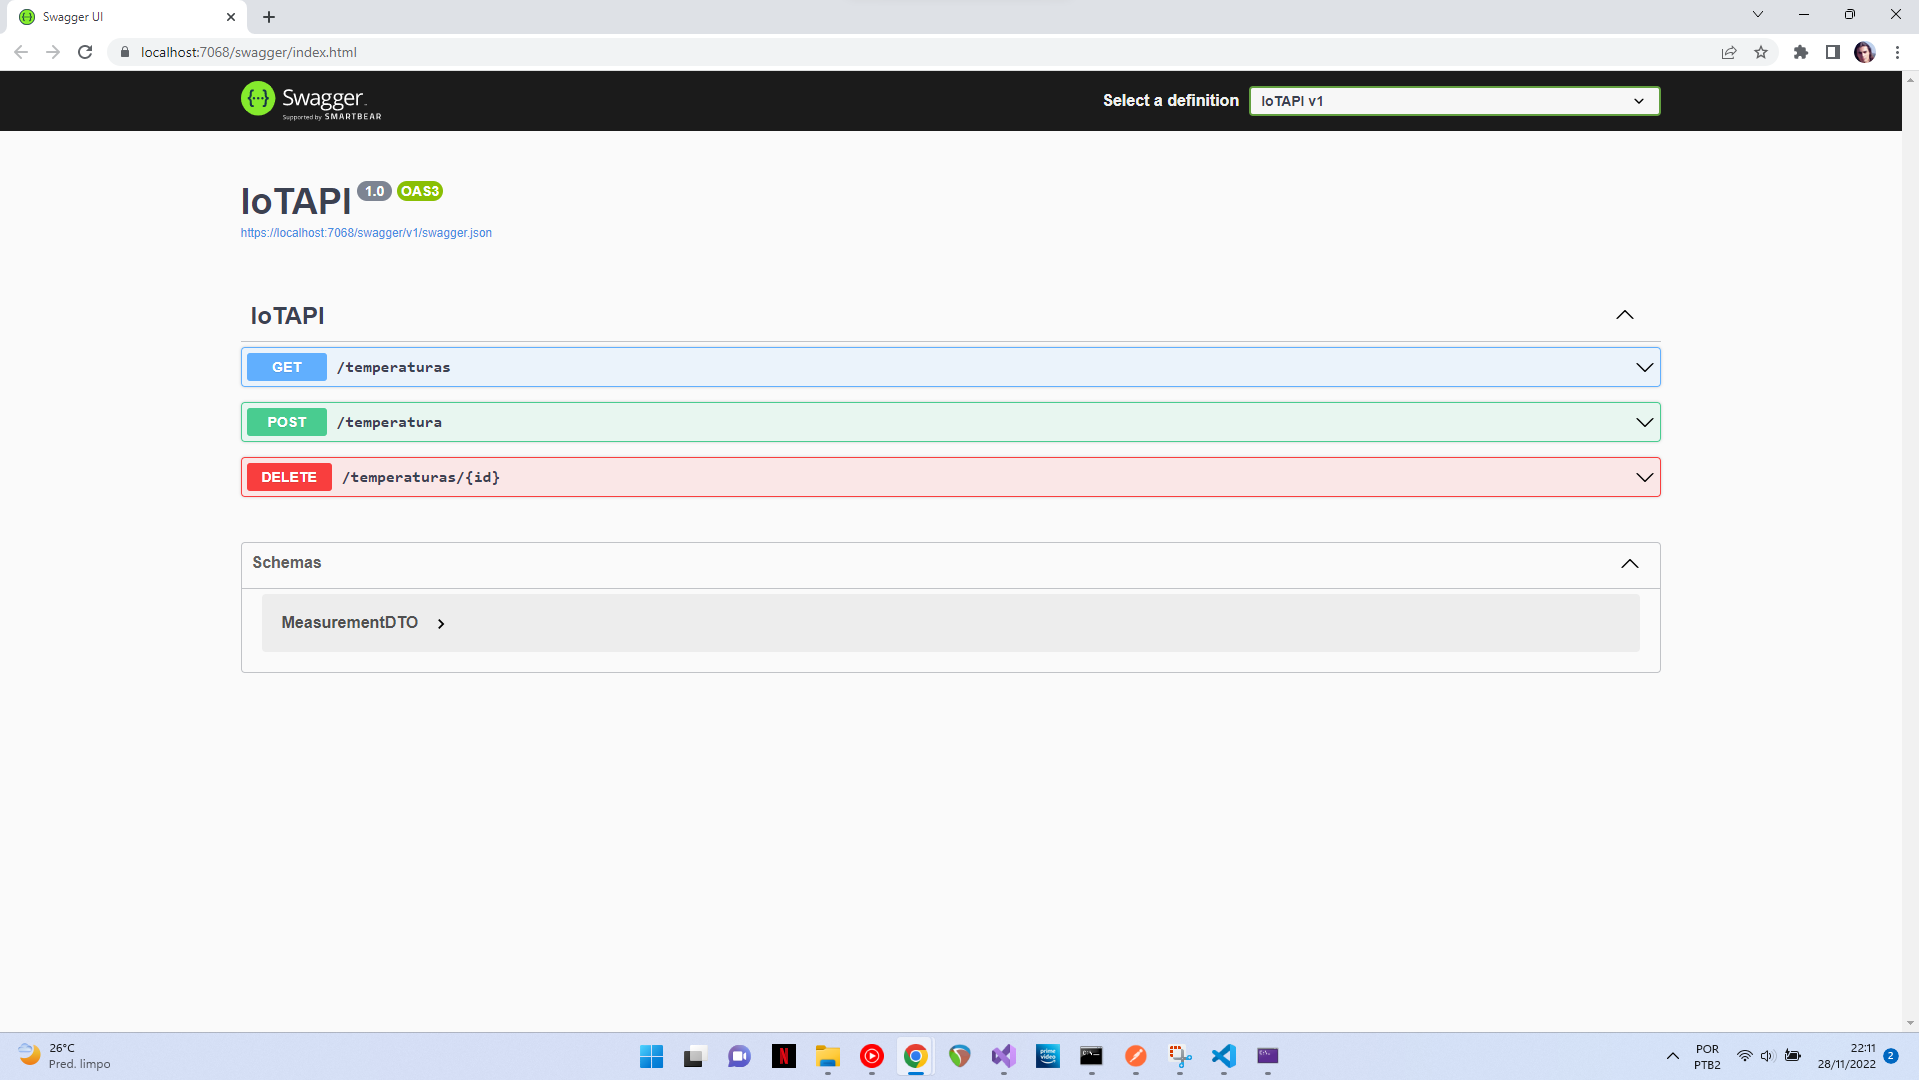 Swagger UI
localhost:7068/swagger/index.html
Swagger
Supported by SMARTBEAR
Select a definition
IoTAPI v1
IoTAPI 1.0 OAS3
https://localhost:7068/swagger/v1/swagger.json
IoTAPI
GET /temperaturas
POST /temperatura
DELETE /temperaturas/{id}
Schemas
MeasurementDTO
26°C
Pred. limpo
N
prime video
POR
PTB2
22:11
28/11/2022
2